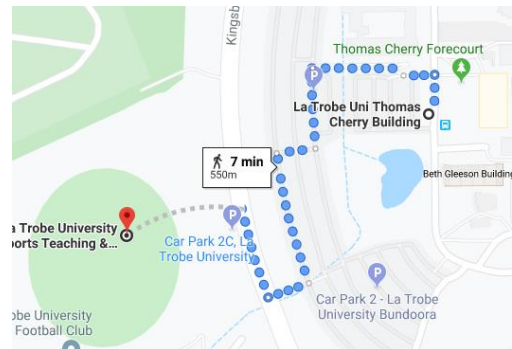 Kingsb
Thomas Cherry Forecourt
P
La Trobe Uni Thomas
Cherry Building
7 min
550m
Beth Gleeson Building
a Trobe University
ports Teaching &...
P
Car Park 2C, La
Trobe University
P
Car Park 2 - La Trobe
University Bundoora
obe University
Football Club